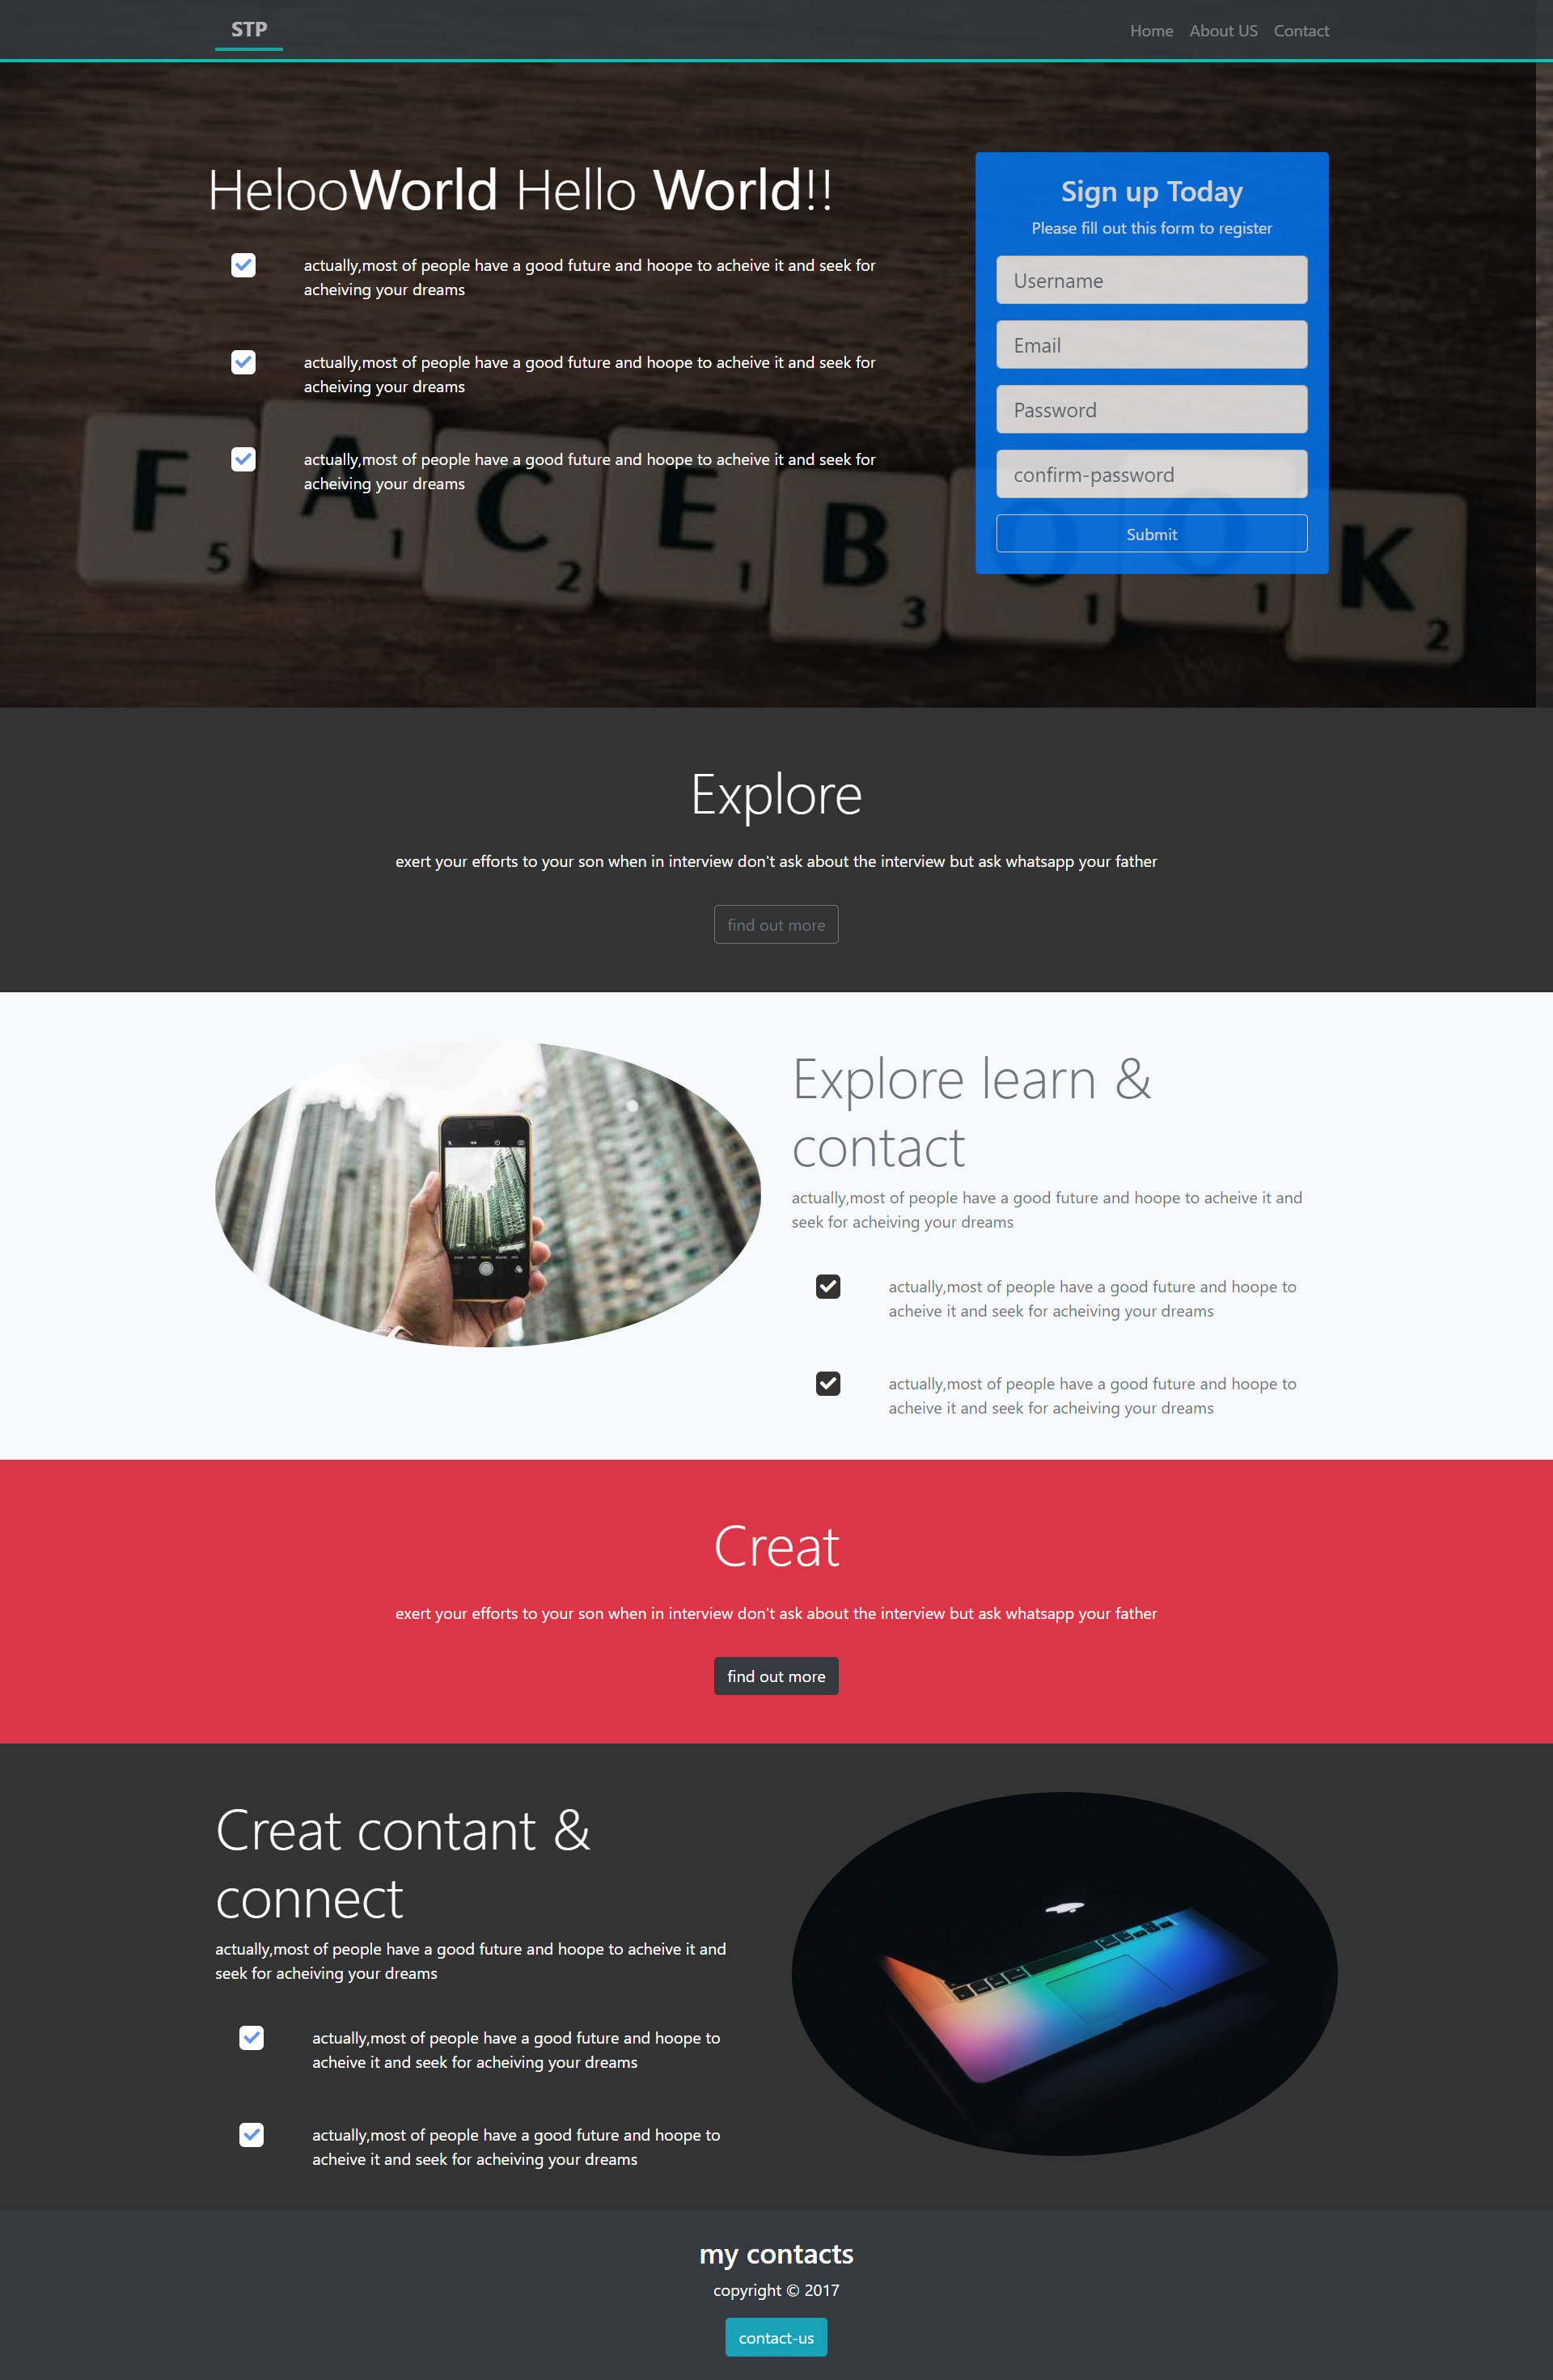 STP
Home About US Contact
HelooWorld Hello World!!
actually,most of people have a good future and hoope to acheive it and seek for
acheiving your dreams
actually,most of people have a good future and hoope to acheive it and seek for
acheiving your dreams
actually,most of people have a good future and hoope to acheive it and seek for
acheiving your dreams
Sign up Today
Please fill out this form to register
Username
Email
Password
confirm-password
Submit
F5 A1 C2 E1 B3 O1 O1 K2
Explore
exert your efforts to your son when in interview don't ask about the interview but ask whatsapp your father
find out more
Explore learn &
contact
actually,most of people have a good future and hoope to acheive it and
seek for acheiving your dreams
actually,most of people have a good future and hoope to
acheive it and seek for acheiving your dreams
actually,most of people have a good future and hoope to
acheive it and seek for acheiving your dreams
Creat
exert your efforts to your son when in interview don't ask about the interview but ask whatsapp your father
find out more
Creat contant &
connect
actually,most of people have a good future and hoope to acheive it and
seek for acheiving your dreams
actually,most of people have a good future and hoope to
acheive it and seek for acheiving your dreams
actually,most of people have a good future and hoope to
acheive it and seek for acheiving your dreams
my contacts
copyright © 2017
contact-us